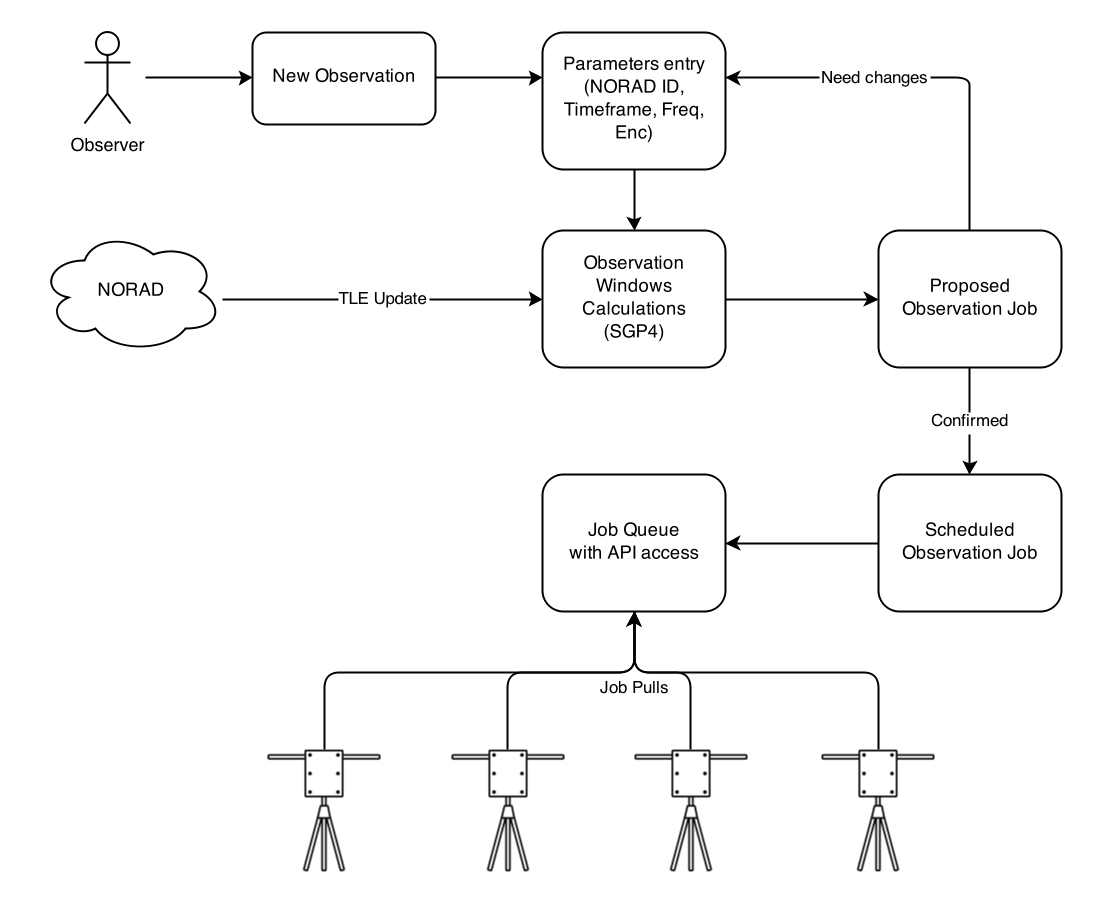 New Observation
Parameters entry
(NORAD ID,
Timeframe, Freq,
Enc)
Need changes
Observer
NORAD
TLE Update
Observation
Windows
Calculations
(SGP4)
Proposed
Observation Job
Confirmed
Job Queue
with API access
Scheduled
Observation Job
Job Pulls